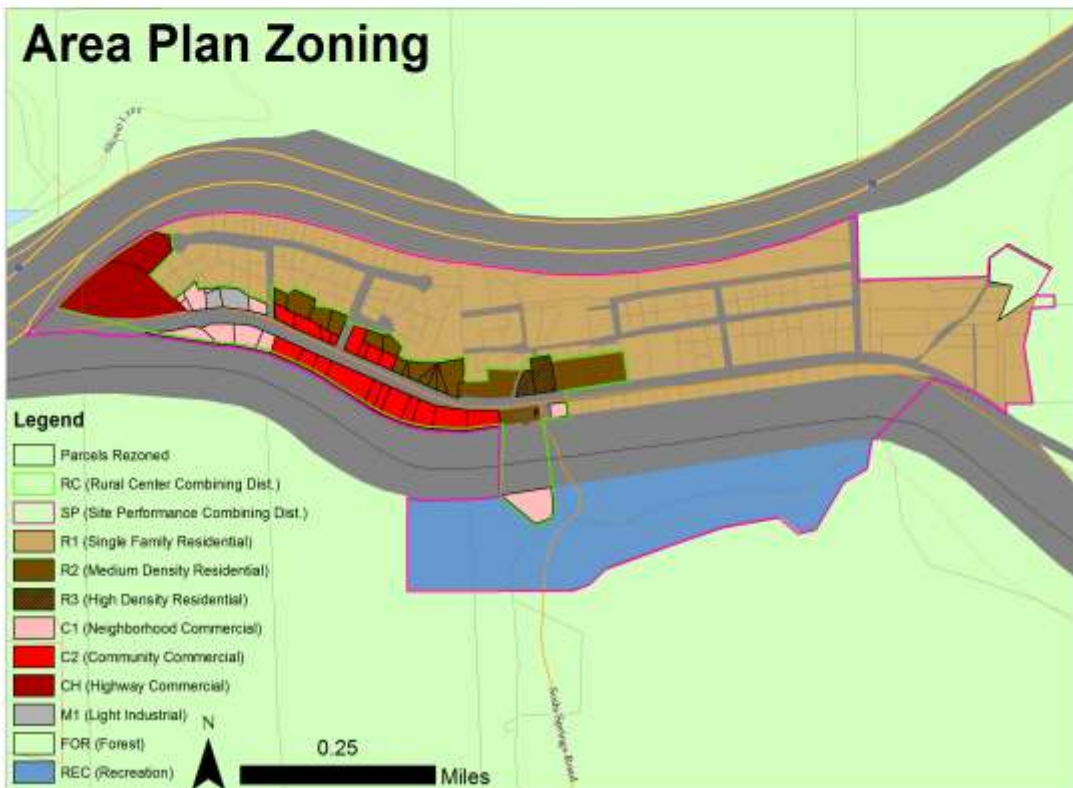 Area Plan Zoning
Legend
Parcels Rezoned
RC (Rural Center Combining Dist.)
SP (Site Performance Combining Dist.)
R1 (Single Family Residential)
R2 (Medium Density Residential)
R3 (High Density Residential)
C1 (Neighborhood Commercial)
C2 (Community Commercial)
CH (Highway Commercial)
M1 (Light Industrial)
FOR (Forest)
REC (Recreation)
N
0.25
Miles
Soda Springs Road